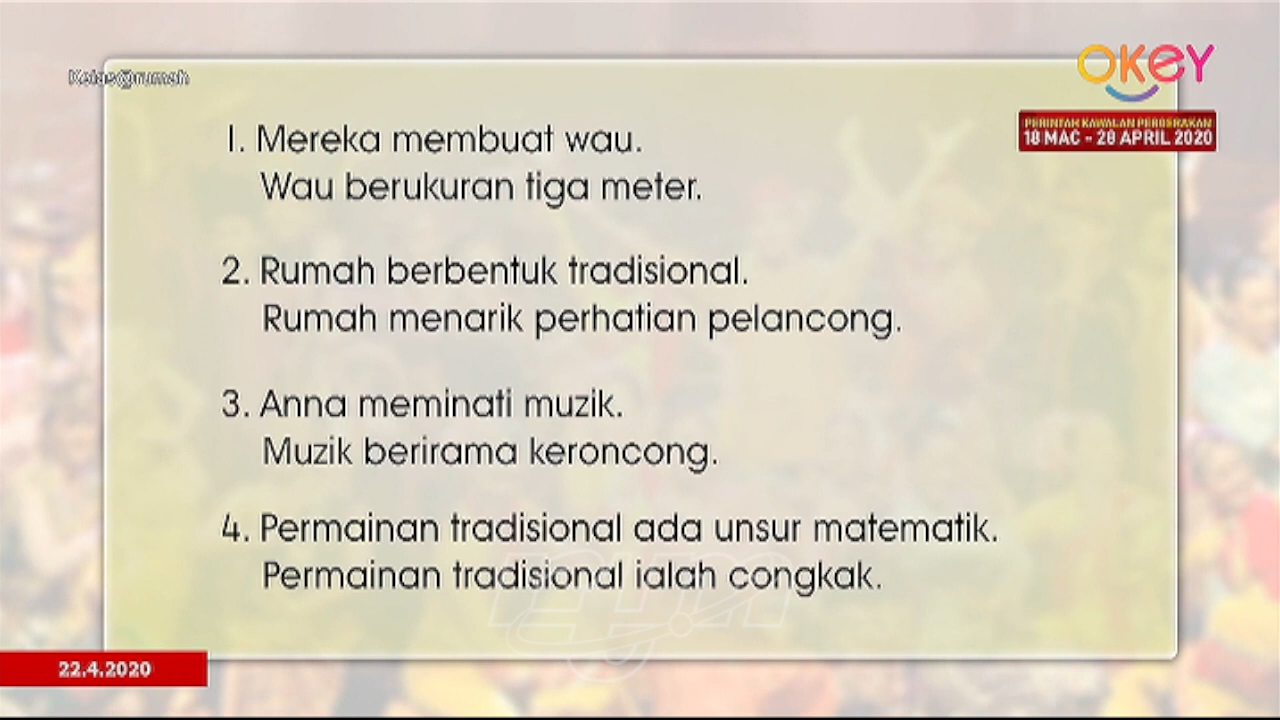 Kelas@rumah
OKEY
PERINTAH KAWALAN PERGERAKAN
18 MAC - 28 APRIL 2020
1. Mereka membuat wau.
Wau berukuran tiga meter.
2. Rumah berbentuk tradisional.
Rumah menarik perhatian pelancong.
3. Anna meminati muzik.
Muzik berirama keroncong.
4. Permainan tradisional ada unsur matematik.
Permainan tradisional ialah congkak.
22.4.2020